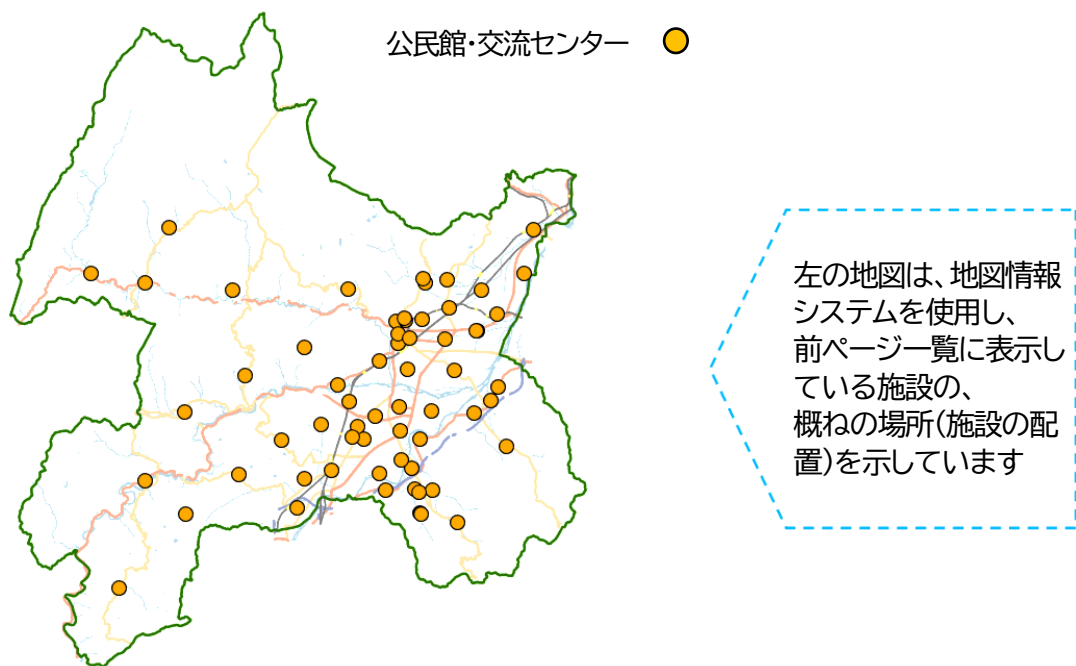 公民館・交流センター
左の地図は、地図情報
システムを使用し、
前ページ一覧に表示し
ている施設の、
概ねの場所(施設の配
置)を示しています